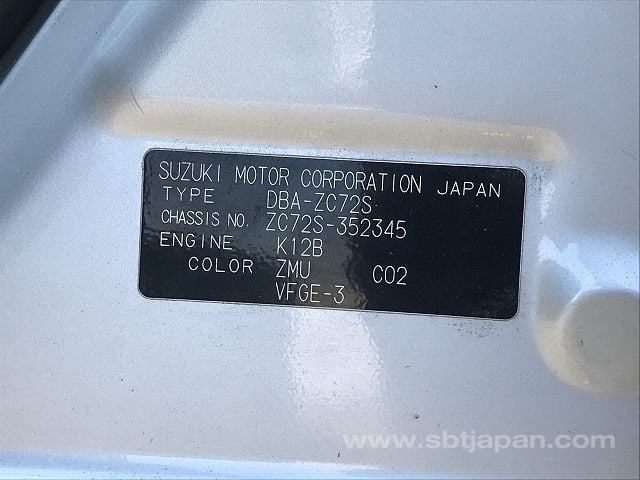 SUZUKI MOTOR CORPORATION JAPAN
TYPE DBA-ZC72S
CHASSIS NO. ZC72S-352345
ENGINE K12B
COLOR ZMU C02
VFGE-3
www.sbtjapan.com